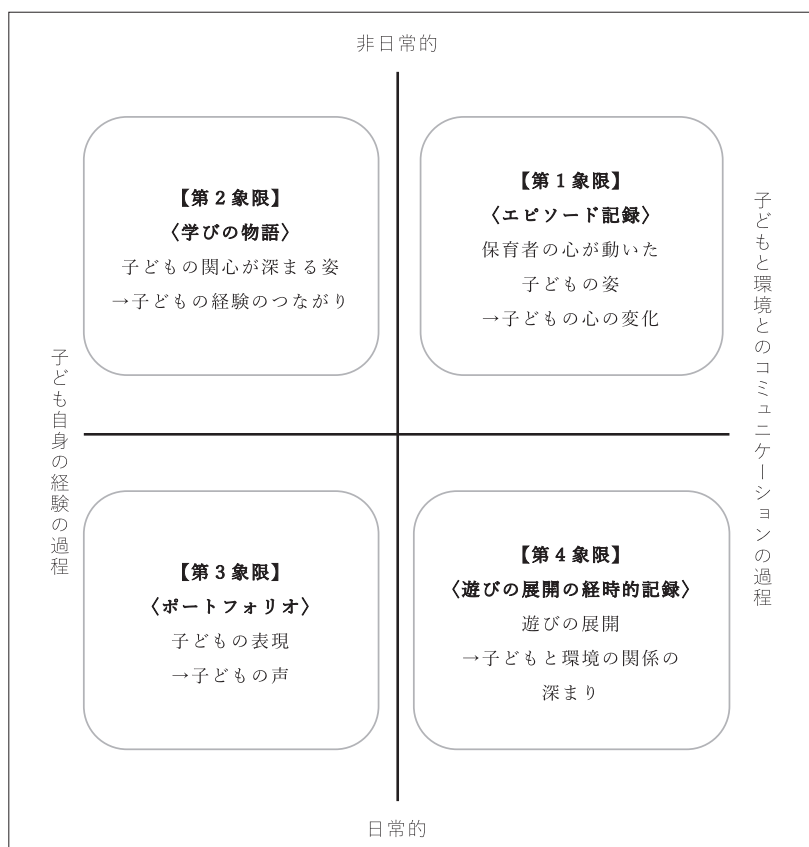 非日常的
【第2象限】
〈学びの物語〉
子どもの関心が深まる姿
→子どもの経験のつながり
【第1象限】
〈エピソード記録〉
保育者の心が動いた
子どもの姿
→子どもの心の変化
子ども自身の経験の過程
子どもと環境とのコミュニケーションの過程
【第3象限】
〈ポートフォリオ〉
子どもの表現
→子どもの声
【第4象限】
〈遊びの展開の経時的記録〉
遊びの展開
→子どもと環境の関係の
深まり
日常的